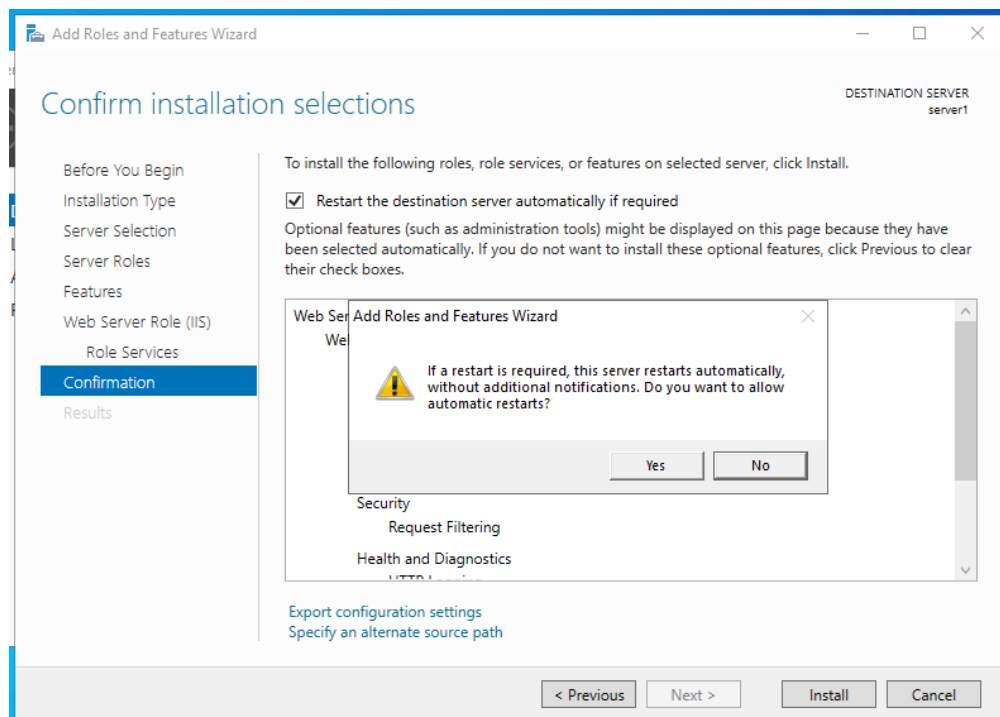 Add Roles and Features Wizard
Confirm installation selections
DESTINATION SERVER
server1
Before You Begin
Installation Type
Server Selection
Server Roles
Features
Web Server Role (IIS)
Role Services
Confirmation
Results
To install the following roles, role services, or features on selected server, click Install.
Restart the destination server automatically if required
Optional features (such as administration tools) might be displayed on this page because they have
been selected automatically. If you do not want to install these optional features, click Previous to clear
their check boxes.
Web Ser
We
Add Roles and Features Wizard
If a restart is required, this server restarts automatically,
without additional notifications. Do you want to allow
automatic restarts?
Yes No
Security
Request Filtering
Health and Diagnostics
Export configuration settings
Specify an alternate source path
< Previous Next > Install Cancel